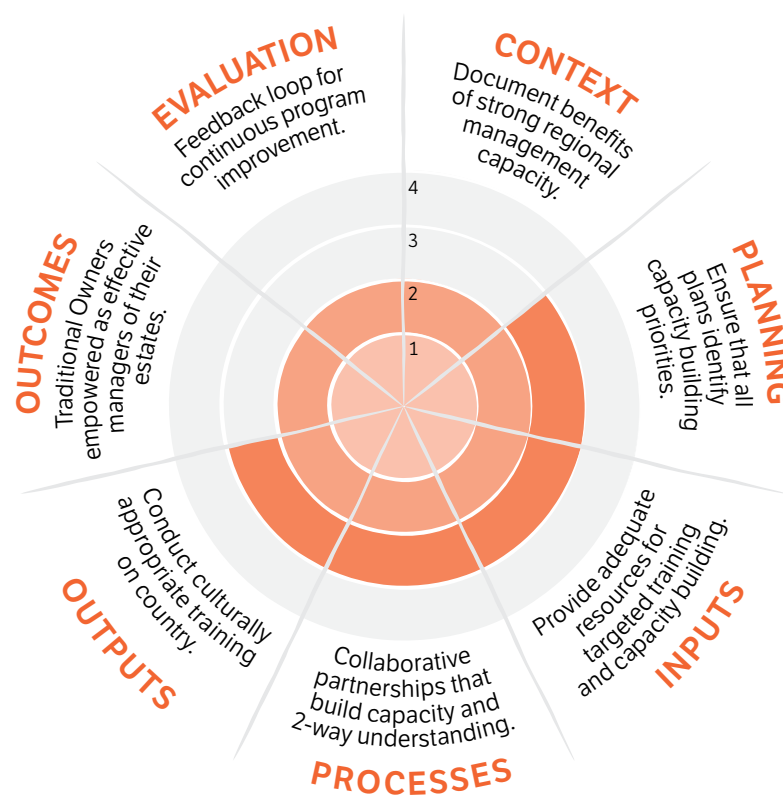 EVALUATION
Feedback loop for
continuous program
improvement.
CONTEXT
Document benefits
of strong regional
management
capacity.
4
3
2
1
PLANNING
Ensure that all
plans identify
capacity building
priorities.
OUTCOMES
Traditional Owners
empowered as effective
managers of their
estates.
INPUTS
Provide adequate
resources for
targeted training
and capacity building.
OUTPUTS
Conduct culturally
appropriate training
on country.
Collaborative
partnerships that
build capacity and
2-way understanding.
PROCESSES